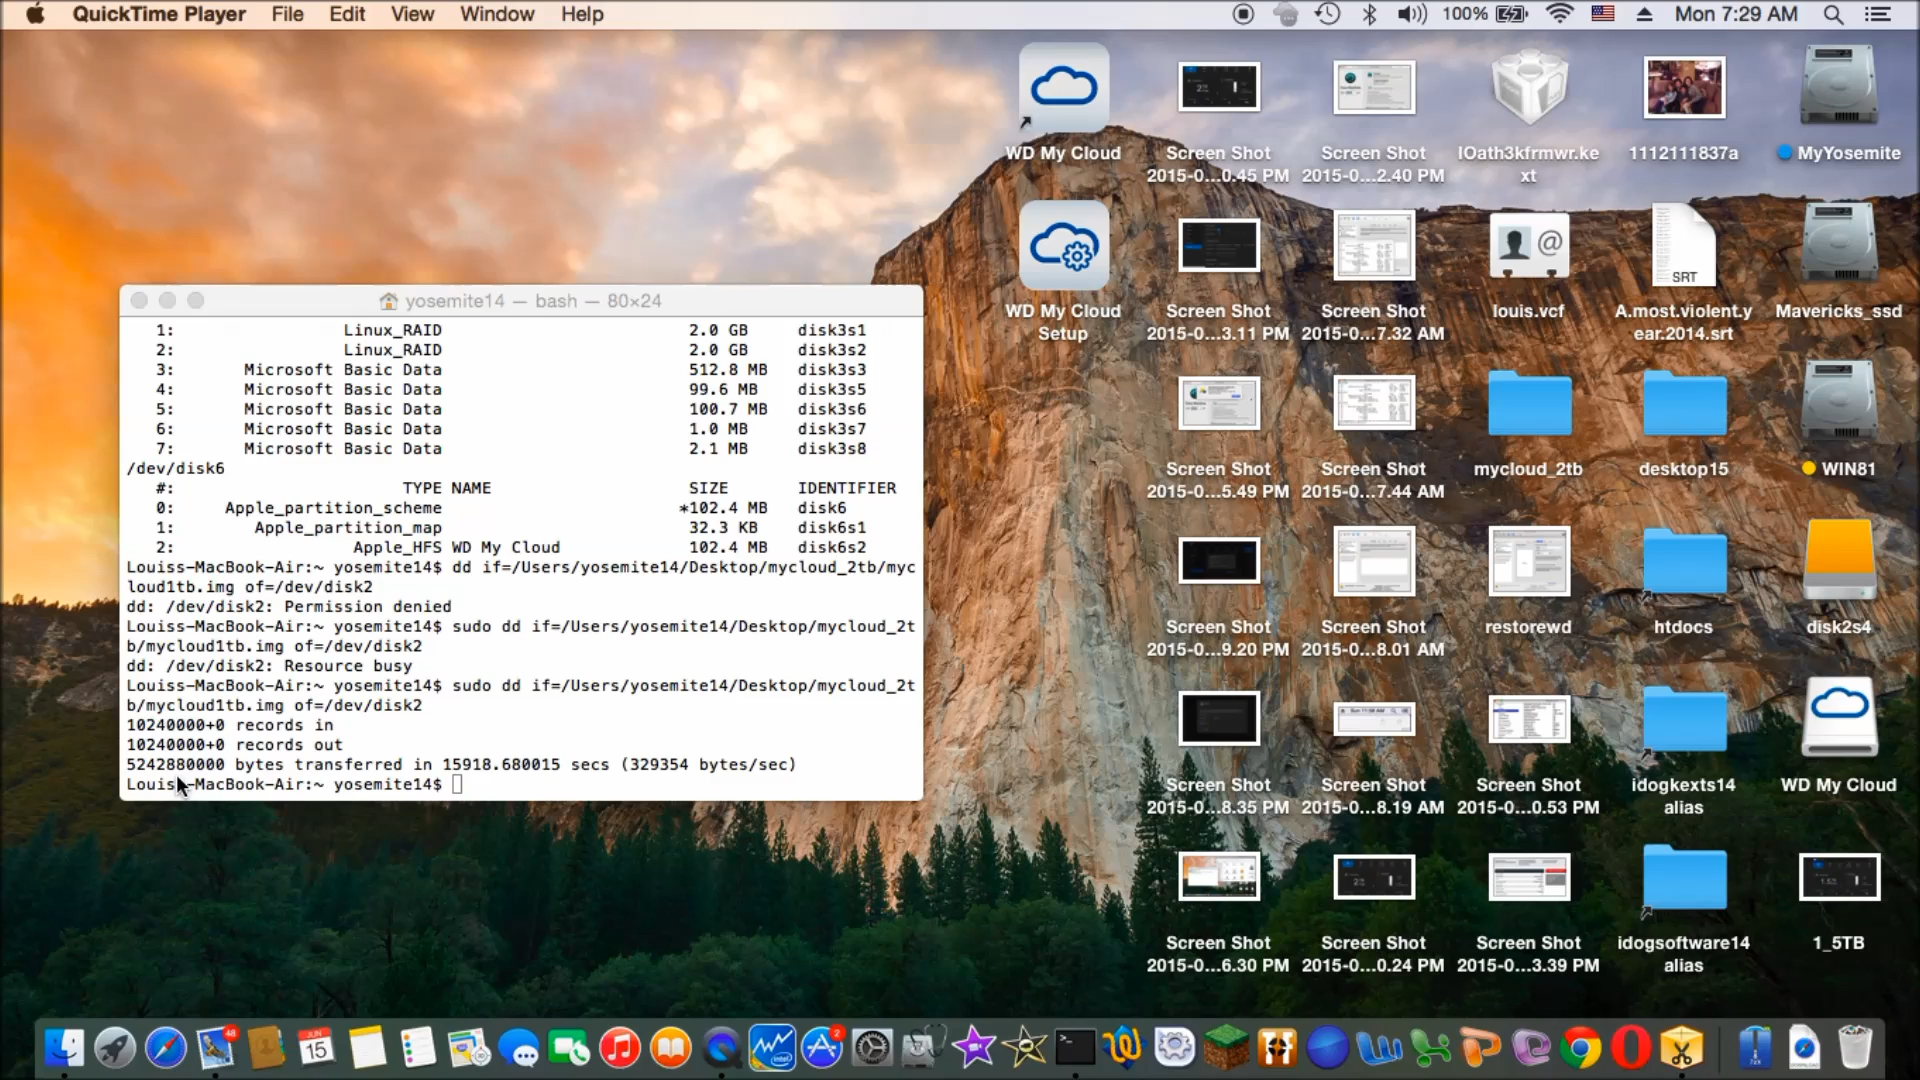 QuickTime Player File Edit View Window Help
100% Mon 7:29 AM
yosemite14 — bash — 80×24
1: Linux_RAID 2.0 GB disk3s1
2: Linux_RAID 2.0 GB disk3s2
3: Microsoft Basic Data 512.8 MB disk3s3
4: Microsoft Basic Data 99.6 MB disk3s5
5: Microsoft Basic Data 100.7 MB disk3s6
6: Microsoft Basic Data 1.0 MB disk3s7
7: Microsoft Basic Data 2.1 MB disk3s8
/dev/disk6
#: TYPE NAME SIZE IDENTIFIER
0: Apple_partition_scheme *102.4 MB disk6
1: Apple_partition_map 32.3 KB disk6s1
2: Apple_HFS WD My Cloud 102.4 MB disk6s2
Louiss-MacBook-Air:~ yosemite14$ dd if=/Users/yosemite14/Desktop/mycloud_2tb/myc
loud1tb.img of=/dev/disk2
dd: /dev/disk2: Permission denied
Louiss-MacBook-Air:~ yosemite14$ sudo dd if=/Users/yosemite14/Desktop/mycloud_2t
b/mycloud1tb.img of=/dev/disk2
dd: /dev/disk2: Resource busy
Louiss-MacBook-Air:~ yosemite14$ sudo dd if=/Users/yosemite14/Desktop/mycloud_2t
b/mycloud1tb.img of=/dev/disk2
10240000+0 records in
10240000+0 records out
5242880000 bytes transferred in 15918.680015 secs (329354 bytes/sec)
Louiss-MacBook-Air:~ yosemite14$
WD My Cloud
Screen Shot
2015-0...0.45 PM
Screen Shot
2015-0...2.40 PM
IOath3kfrmwr.ke
xt
1112111837a
MyYosemite
WD My Cloud
Setup
Screen Shot
2015-0...3.11 PM
Screen Shot
2015-0...7.32 AM
@
louis.vcf
SRT
A.most.violent.y
ear.2014.srt
Mavericks_ssd
Screen Shot
2015-0...5.49 PM
Screen Shot
2015-0...7.44 AM
mycloud_2tb
desktop15
WIN81
Screen Shot
2015-0...9.20 PM
Screen Shot
2015-0...8.01 AM
restorewd
htdocs
disk2s4
Screen Shot
2015-0...8.35 PM
Screen Shot
2015-0...8.19 AM
Screen Shot
2015-0...0.53 PM
idogkexts14
alias
WD My Cloud
Screen Shot
2015-0...6.30 PM
Screen Shot
2015-0...0.24 PM
Screen Shot
2015-0...3.39 PM
idogsoftware14
alias
1_5TB
48
JUN
15
2